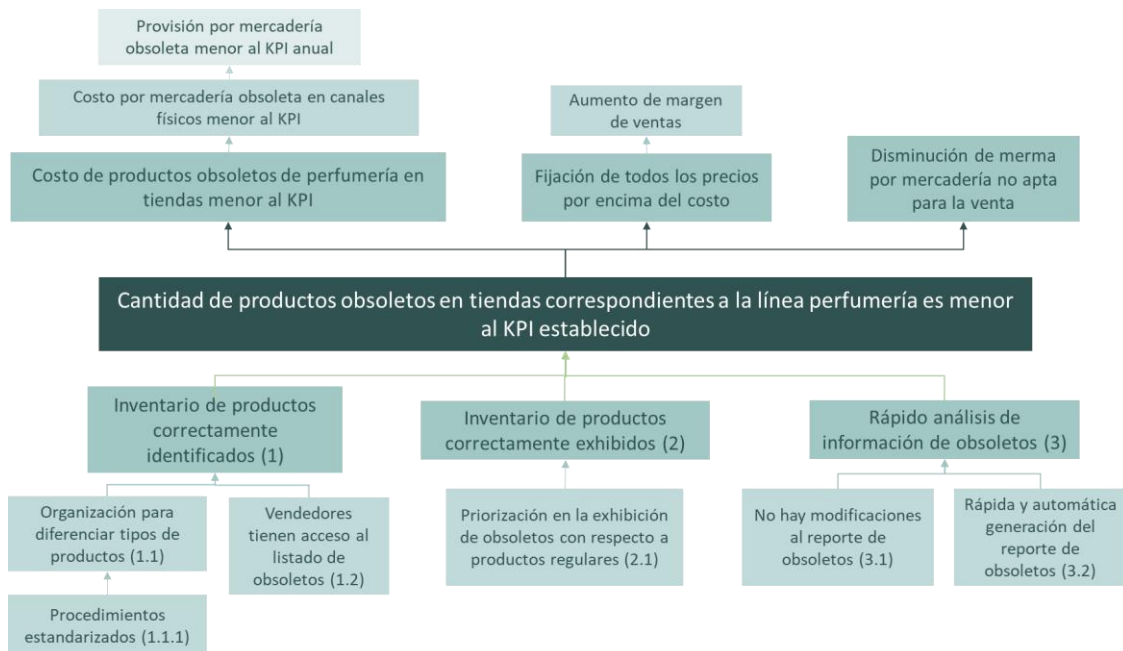 Provisión por mercadería
obsoleta menor al KPI anual
Costo por mercadería obsoleta en canales
físicos menor al KPI
Costo de productos obsoletos de perfumería en
tiendas menor al KPI
Aumento de margen
de ventas
Fijación de todos los precios
por encima del costo
Disminución de merma
por mercadería no apta
para la venta
Cantidad de productos obsoletos en tiendas correspondientes a la línea perfumería es menor
al KPI establecido
Inventario de productos
correctamente
identificados (1)
Inventario de productos
correctamente exhibidos (2)
Rápido análisis de
información de obsoletos (3)
Organización para
diferenciar tipos de
productos (1.1)
Vendedores
tienen acceso al
listado de
obsoletos (1.2)
Priorización en la exhibición
de obsoletos con respecto a
productos regulares (2.1)
No hay modificaciones
al reporte de
obsoletos (3.1)
Rápida y automática
generación del
reporte de
obsoletos (3.2)
Procedimientos
estandarizados (1.1.1)